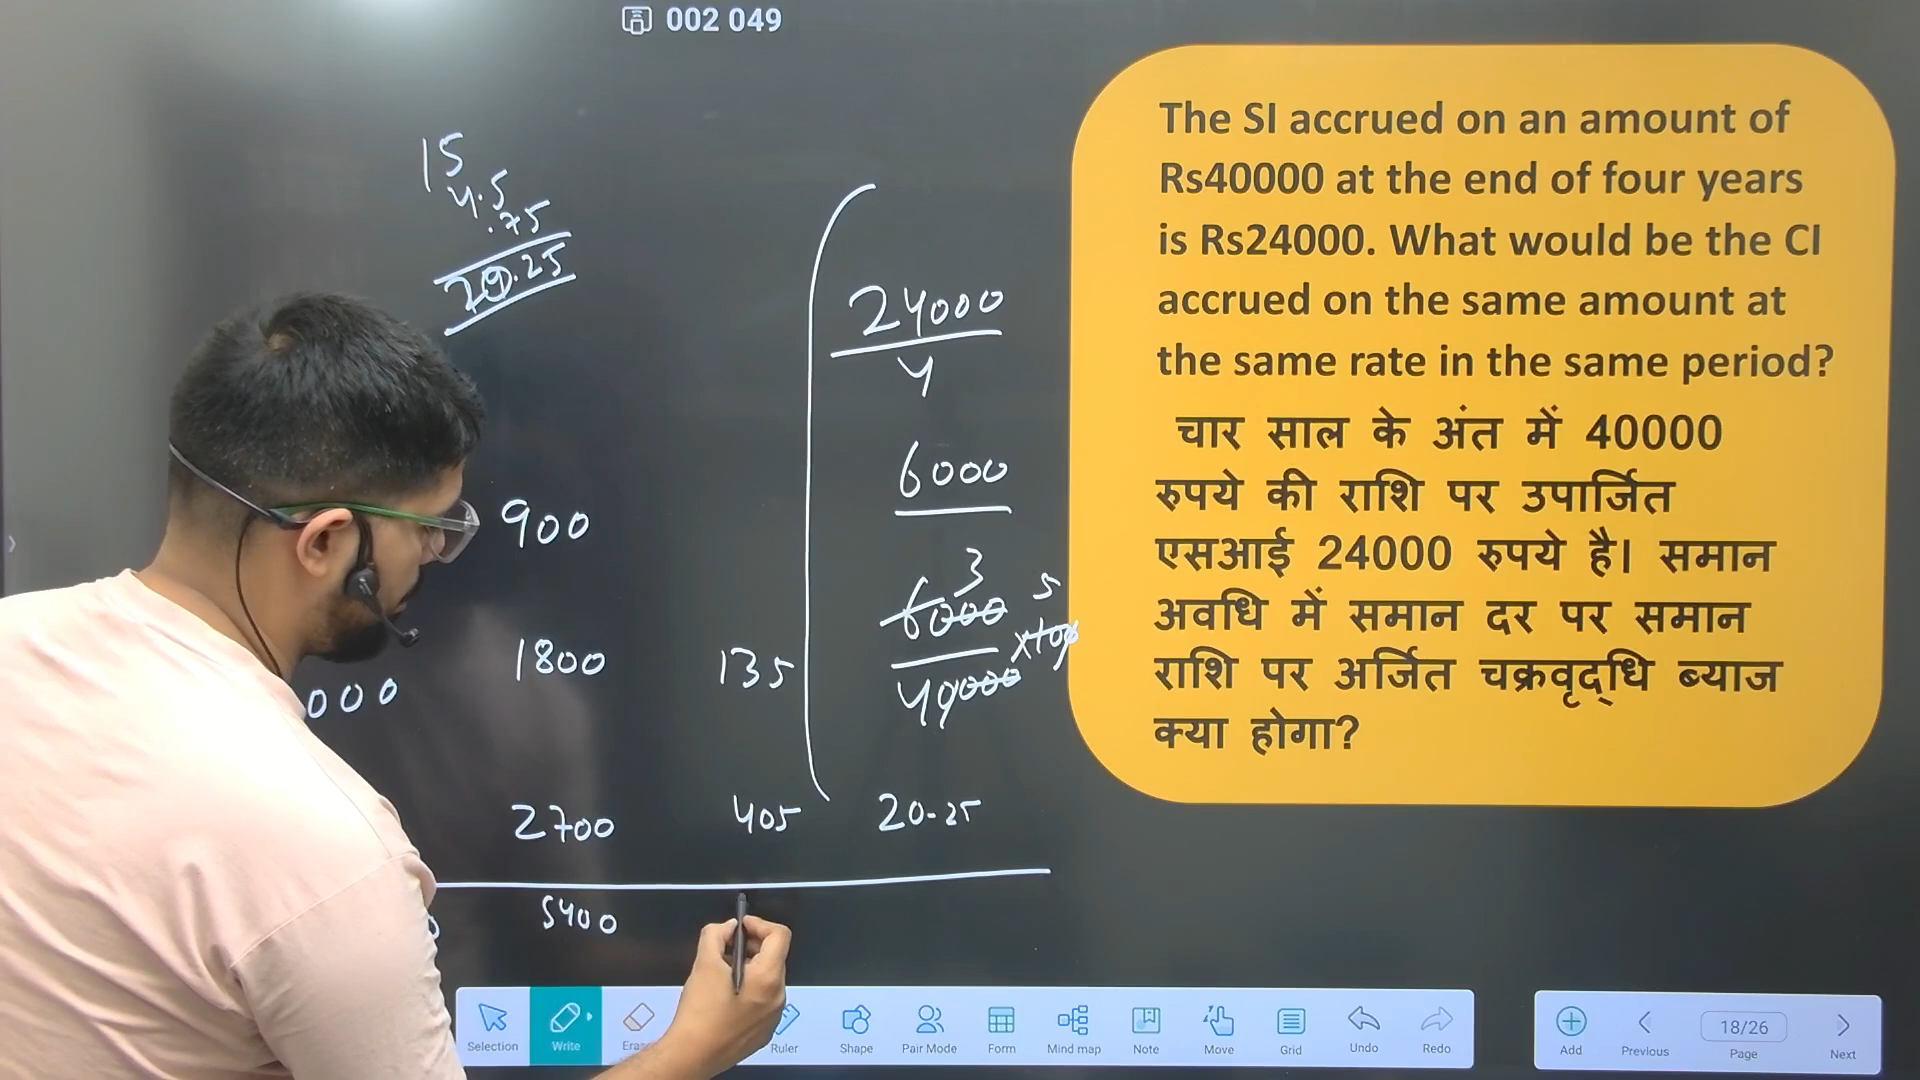 002 049
15
4.5
.75
20.25
24000
4
6000
3
6000 5
x100
40000
900
1800 135
000
2700 405 20.25
5400
The SI accrued on an amount of
Rs40000 at the end of four years
is Rs24000. What would be the CI
accrued on the same amount at
the same rate in the same period?
चार साल के अंत में 40000
रुपये की राशि पर उपार्जित
एसआई 24000 रुपये है। समान
अवधि में समान दर पर समान
राशि पर अर्जित चक्रवृद्धि ब्याज
क्या होगा?
Selection Write Ruler Shape Pair Mode Form Mind map Note Move Grid Undo Redo
Add Previous 18/26 Page Next